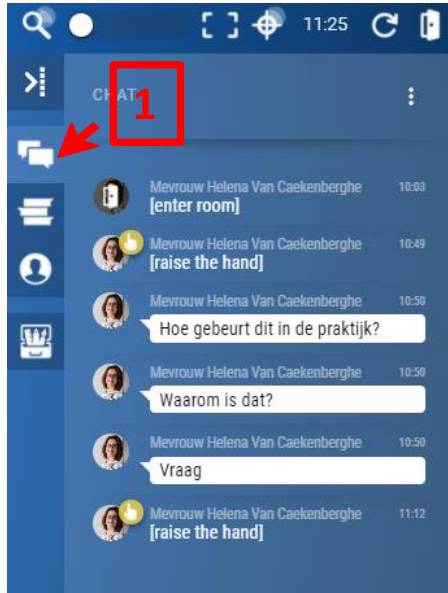 11:25
CHAT
1
Mevrouw Helena Van Caekenberghe 10:03
[enter room]
Mevrouw Helena Van Caekenberghe 10:49
[raise the hand]
Mevrouw Helena Van Caekenberghe 10:50
Hoe gebeurt dit in de praktijk?
Mevrouw Helena Van Caekenberghe 10:50
Waarom is dat?
Mevrouw Helena Van Caekenberghe 10:50
Vraag
Mevrouw Helena Van Caekenberghe 11:12
[raise the hand]